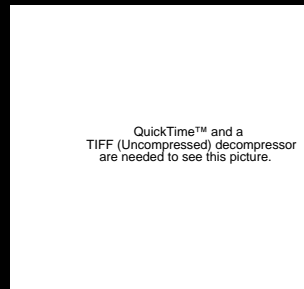 QuickTime™ and a
TIFF (Uncompressed) decompressor
are needed to see this picture.